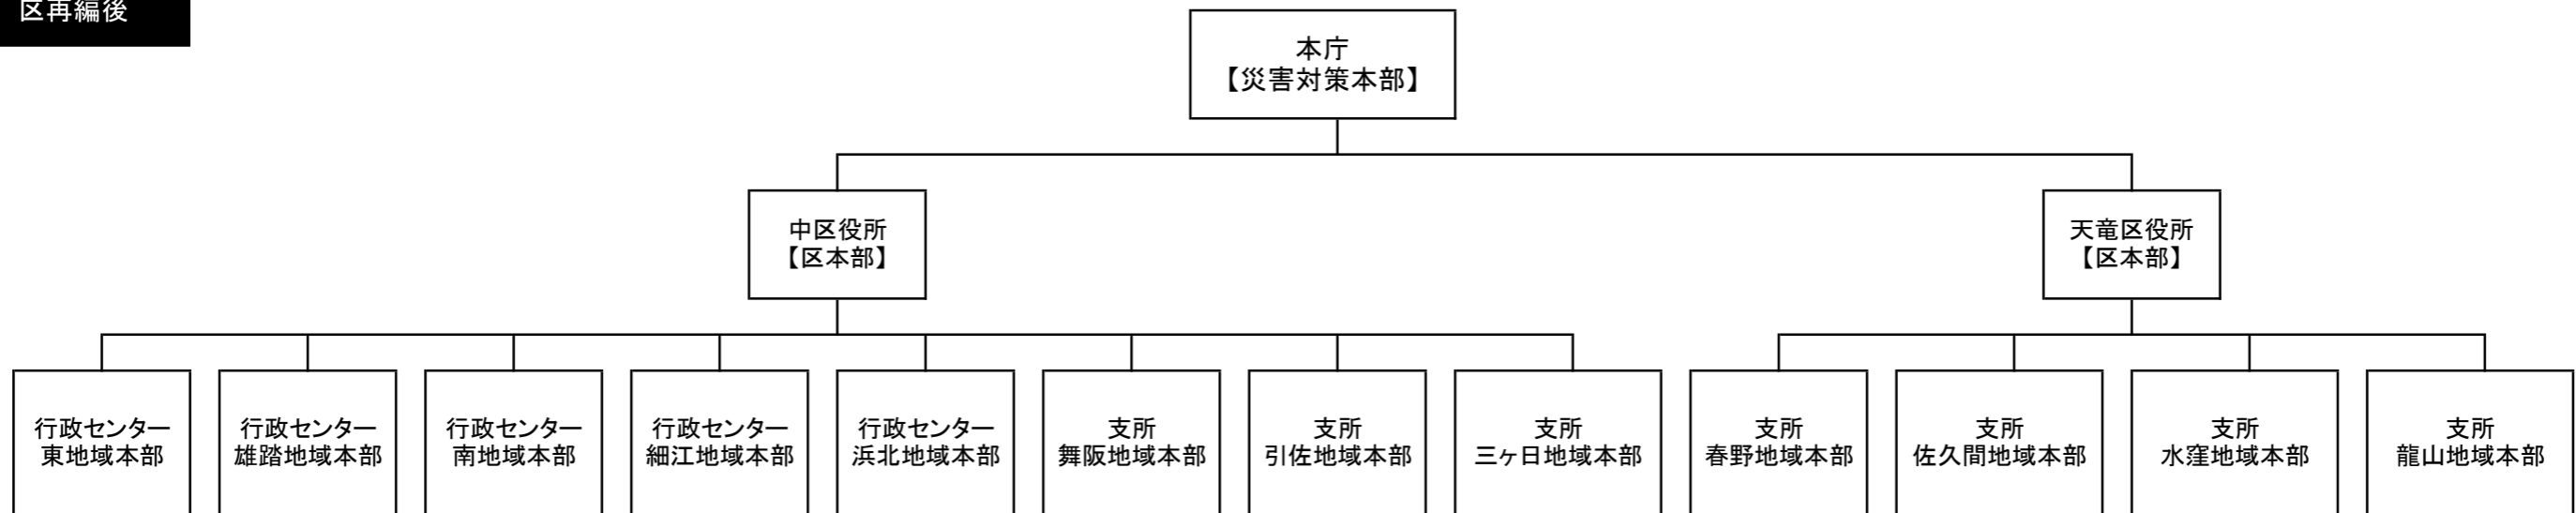 区再編後
本庁
【災害対策本部】
中区役所
【区本部】
天竜区役所
【区本部】
行政センター
東地域本部
行政センター
雄踏地域本部
行政センター
南地域本部
行政センター
細江地域本部
行政センター
浜北地域本部
支所
舞阪地域本部
支所
引佐地域本部
支所
三ヶ日地域本部
支所
春野地域本部
支所
佐久間地域本部
支所
水窪地域本部
支所
龍山地域本部